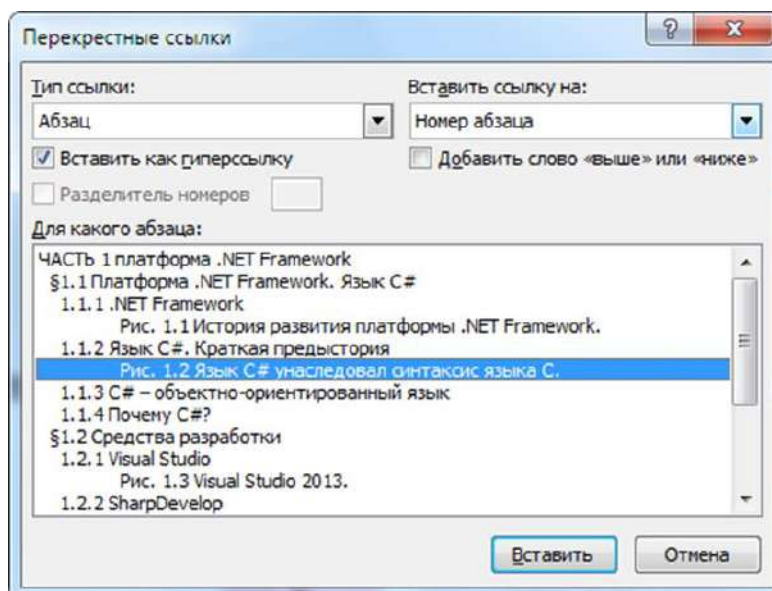 Перекрестные ссылки
Тип ссылки:
Вставить ссылку на:
Абзац
Номер абзаца
Вставить как гиперссылку
Добавить слово «выше» или «ниже»
Разделитель номеров
Для какого абзаца:
ЧАСТЬ 1 платформа .NET Framework
§1.1 Платформа .NET Framework. Язык C#
1.1.1 .NET Framework
Рис. 1.1 История развития платформы .NET Framework.
1.1.2 Язык C#. Краткая предыстория
Рис. 1.2 Язык C# унаследовал синтаксис языка C.
1.1.3 C# – объектно-ориентированный язык
1.1.4 Почему C#?
§1.2 Средства разработки
1.2.1 Visual Studio
Рис. 1.3 Visual Studio 2013.
1.2.2 SharpDevelop
Вставить
Отмена